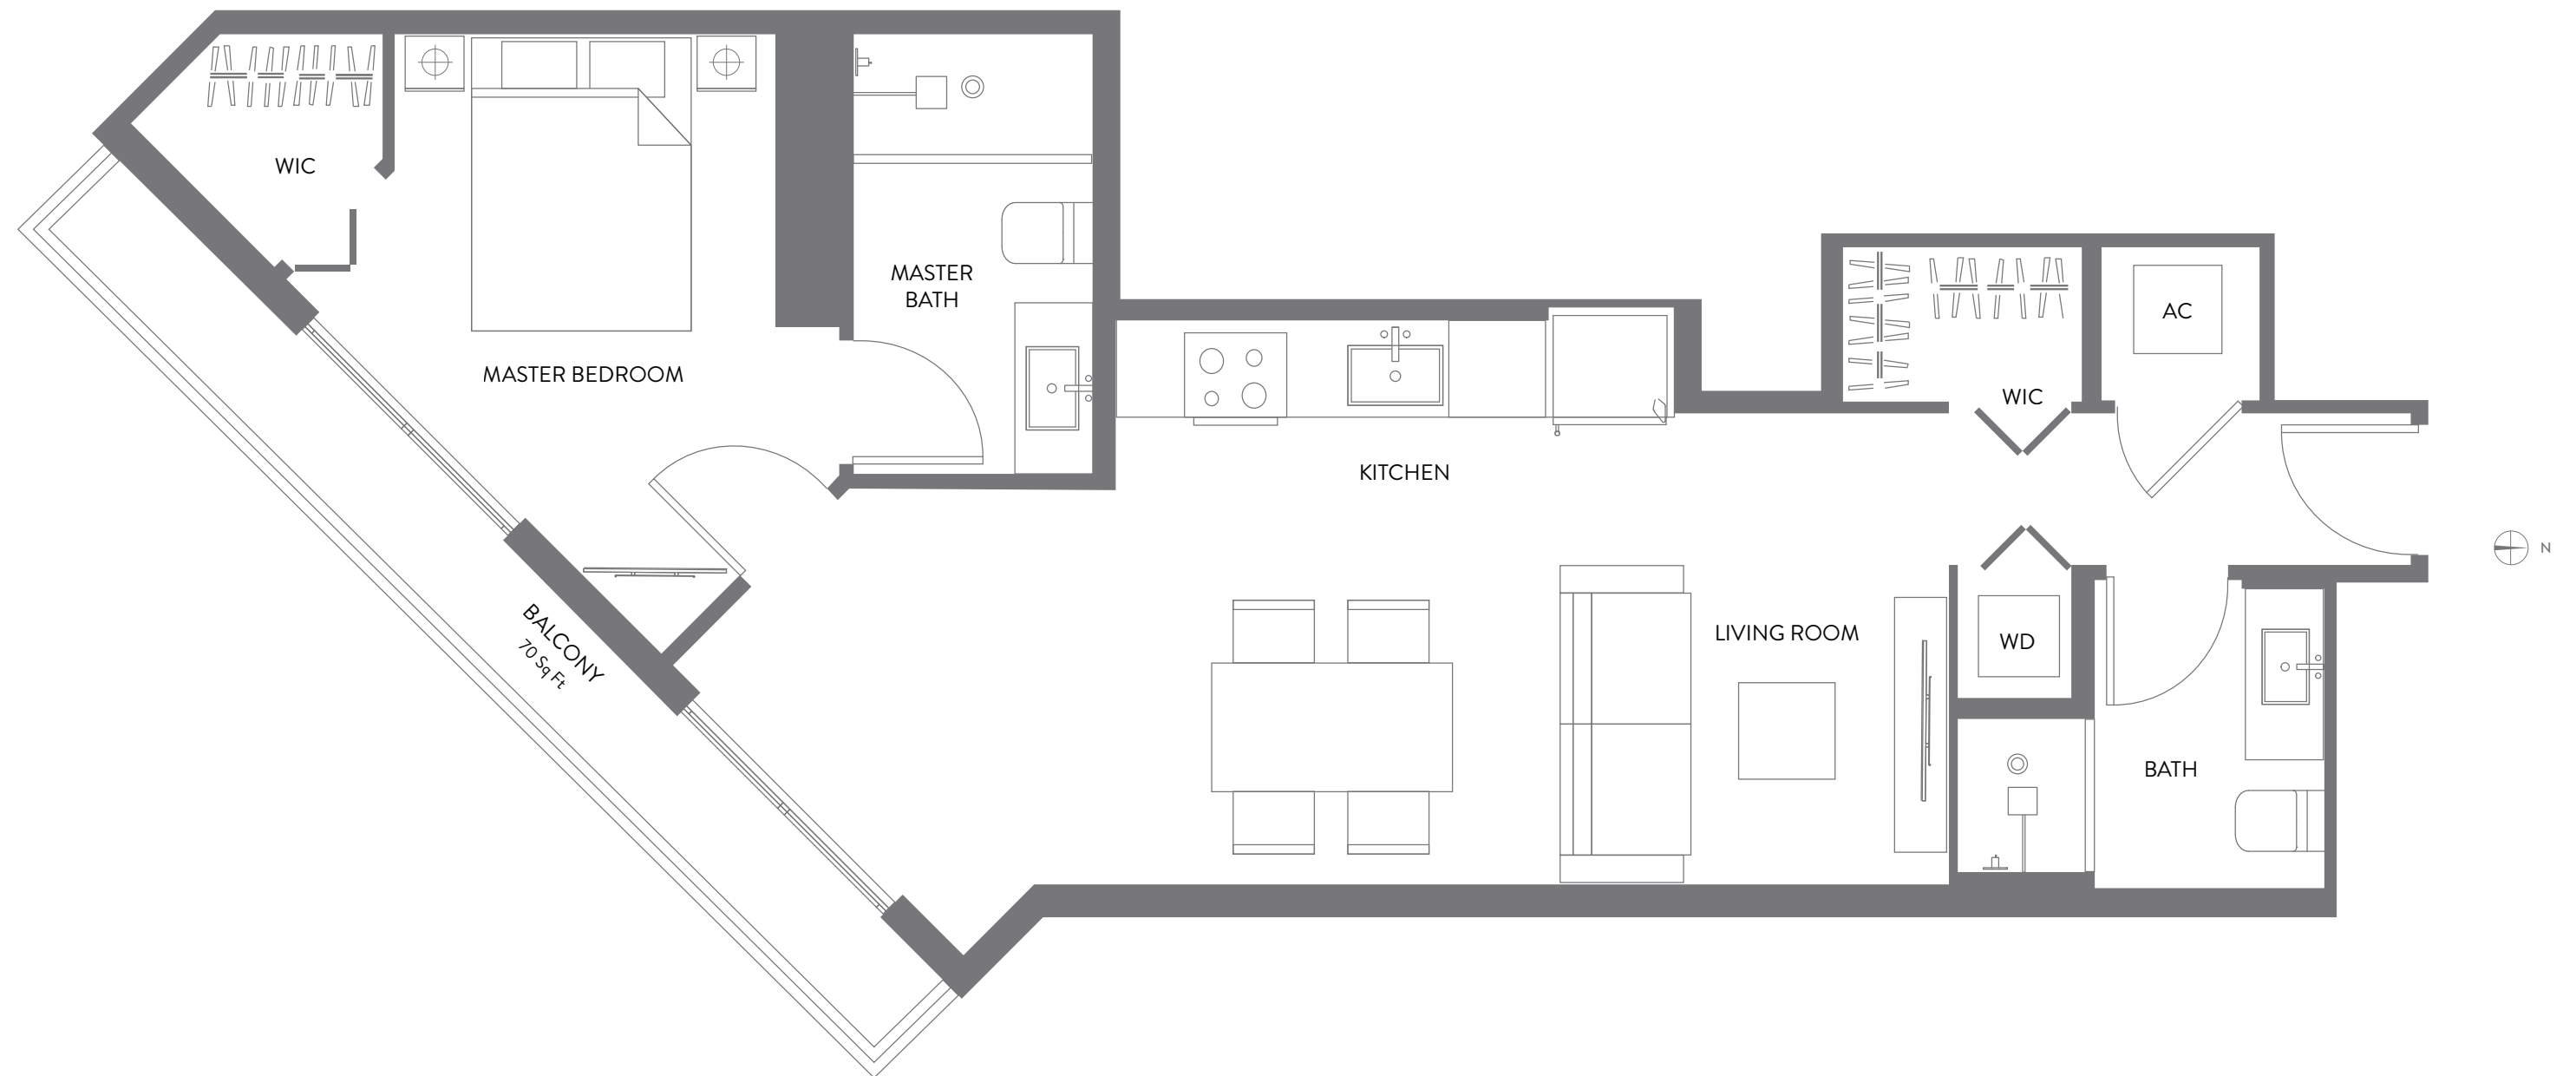 WIC
MASTER BEDROOM
MASTER
BATH
BALCONY
70 Sq Ft
KITCHEN
LIVING ROOM
WIC
AC
WD
BATH
N